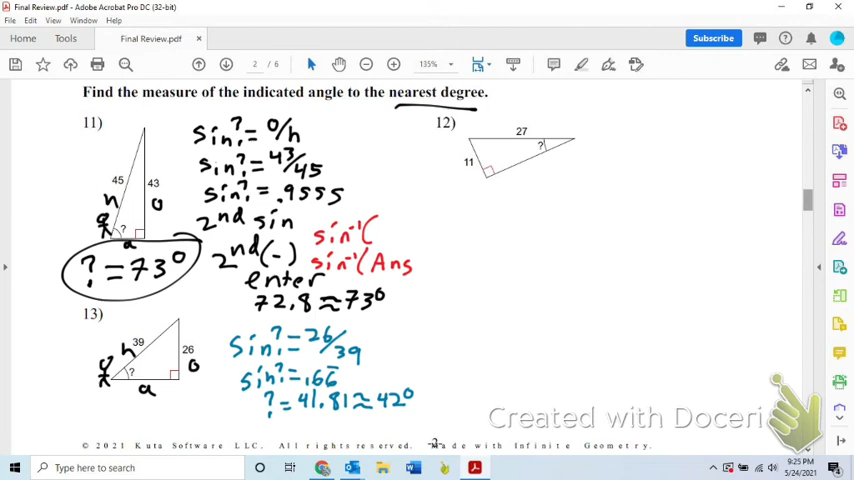 Final Review.pdf - Adobe Acrobat Pro DC (32-bit)
File Edit View Window Help
Home Tools Final Review.pdf × Subscribe
2 / 6 135%
Find the measure of the indicated angle to the nearest degree.
11)
45
43
h
o
?
a
? = 73°
sin ? = o/h
sin ? = 43/45
sin ? = .9555
2nd sin
2nd (-)
enter
72.8 ≈ 73°
sin⁻¹(
sin⁻¹(Ans
12)
27
11
?
13)
39
26
h
o
?
a
sin ? = 26/39
sin ? = .66
? = 41.81 ≈ 42°
Created with Doceri
© 2021 Kuta Software LLC. All rights reserved. -2- Made with Infinite Geometry.
Type here to search
9:25 PM
5/24/2021
4